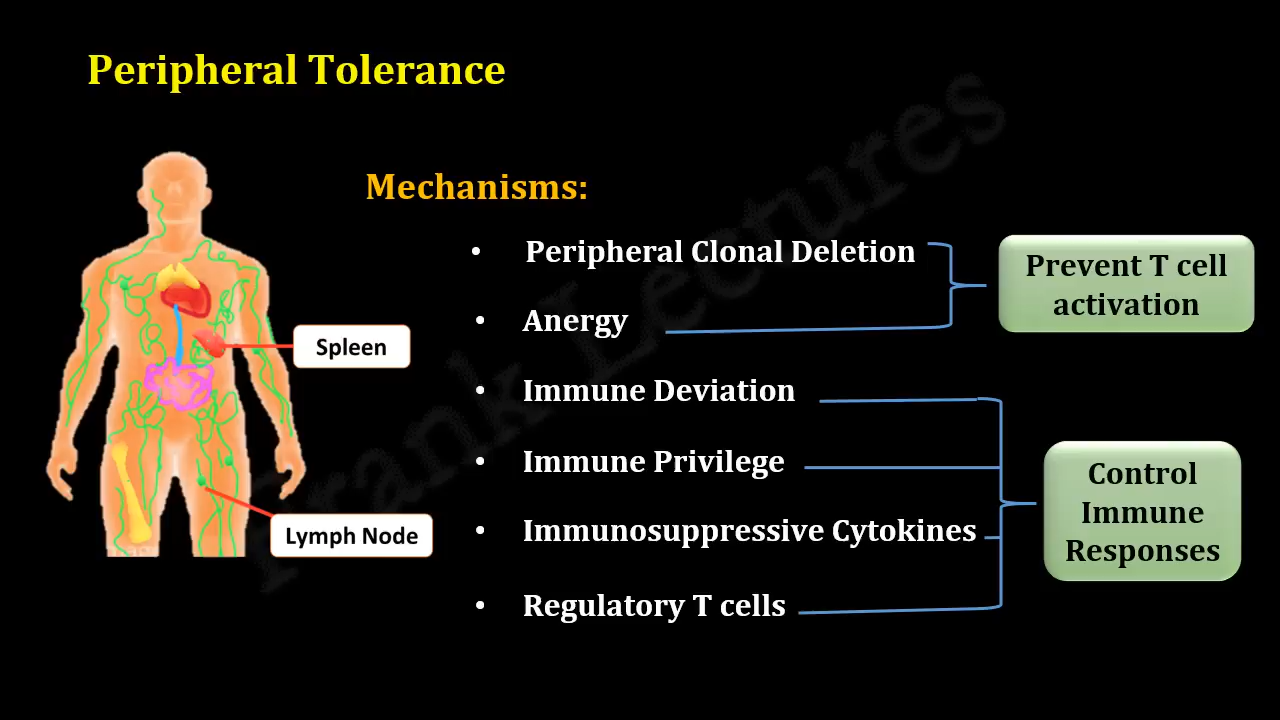 Peripheral Tolerance
Mechanisms:
• Peripheral Clonal Deletion
• Anergy
• Immune Deviation
• Immune Privilege
• Immunosuppressive Cytokines
• Regulatory T cells
Prevent T cell
activation
Control
Immune
Responses
Spleen
Lymph Node
Frank Lectures